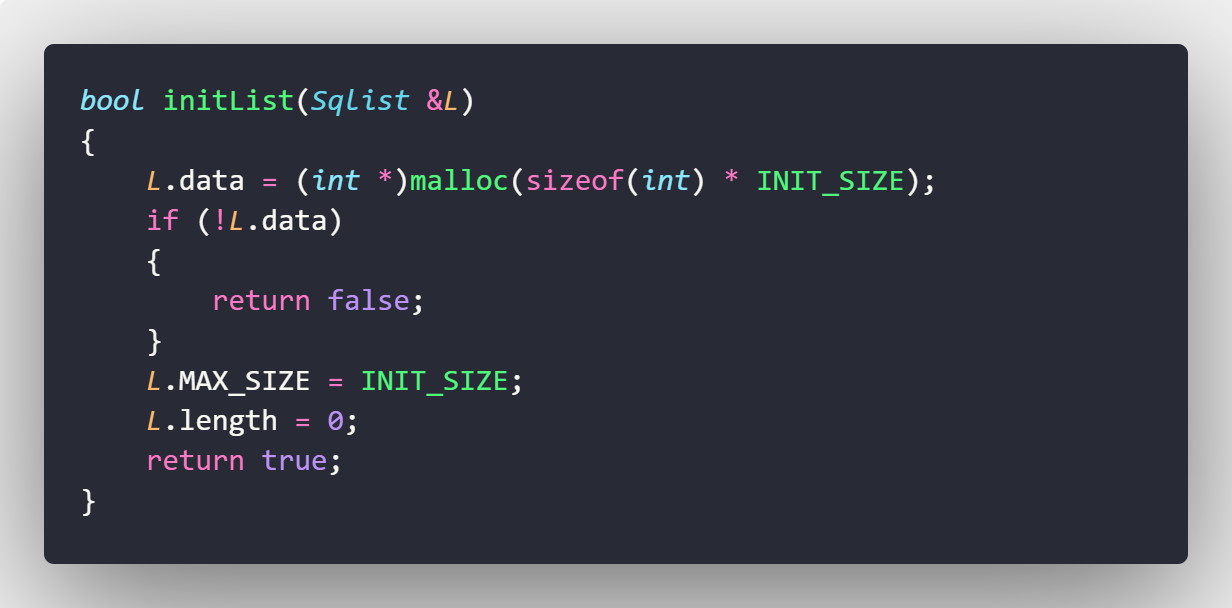 bool initList(Sqlist &L)
{
    L.data = (int *)malloc(sizeof(int) * INIT_SIZE);
    if (!L.data)
    {
        return false;
    }
    L.MAX_SIZE = INIT_SIZE;
    L.length = 0;
    return true;
}